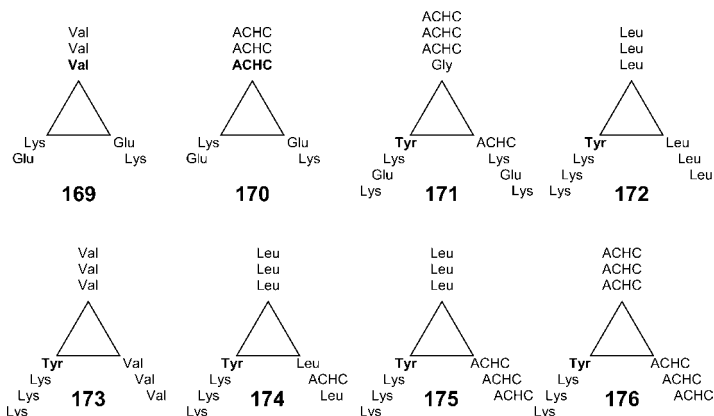 Val
Val
Val
Lys Glu
Glu Lys
169
ACHC
ACHC
ACHC
Lys Glu
Glu Lys
170
ACHC
ACHC
ACHC
Gly
Tyr ACHC
Lys Lys
Glu Glu
Lys Lys
171
Leu
Leu
Leu
Tyr Leu
Lys Leu
Lys Leu
Lys
172
Val
Val
Val
Tyr Val
Lys Val
Lys Val
Lys
173
Leu
Leu
Leu
Tyr Leu
Lys ACHC
Lys Leu
Lys
174
Leu
Leu
Leu
Tyr ACHC
Lys ACHC
Lys ACHC
Lys
175
ACHC
ACHC
ACHC
Tyr ACHC
Lys ACHC
Lys ACHC
Lys
176